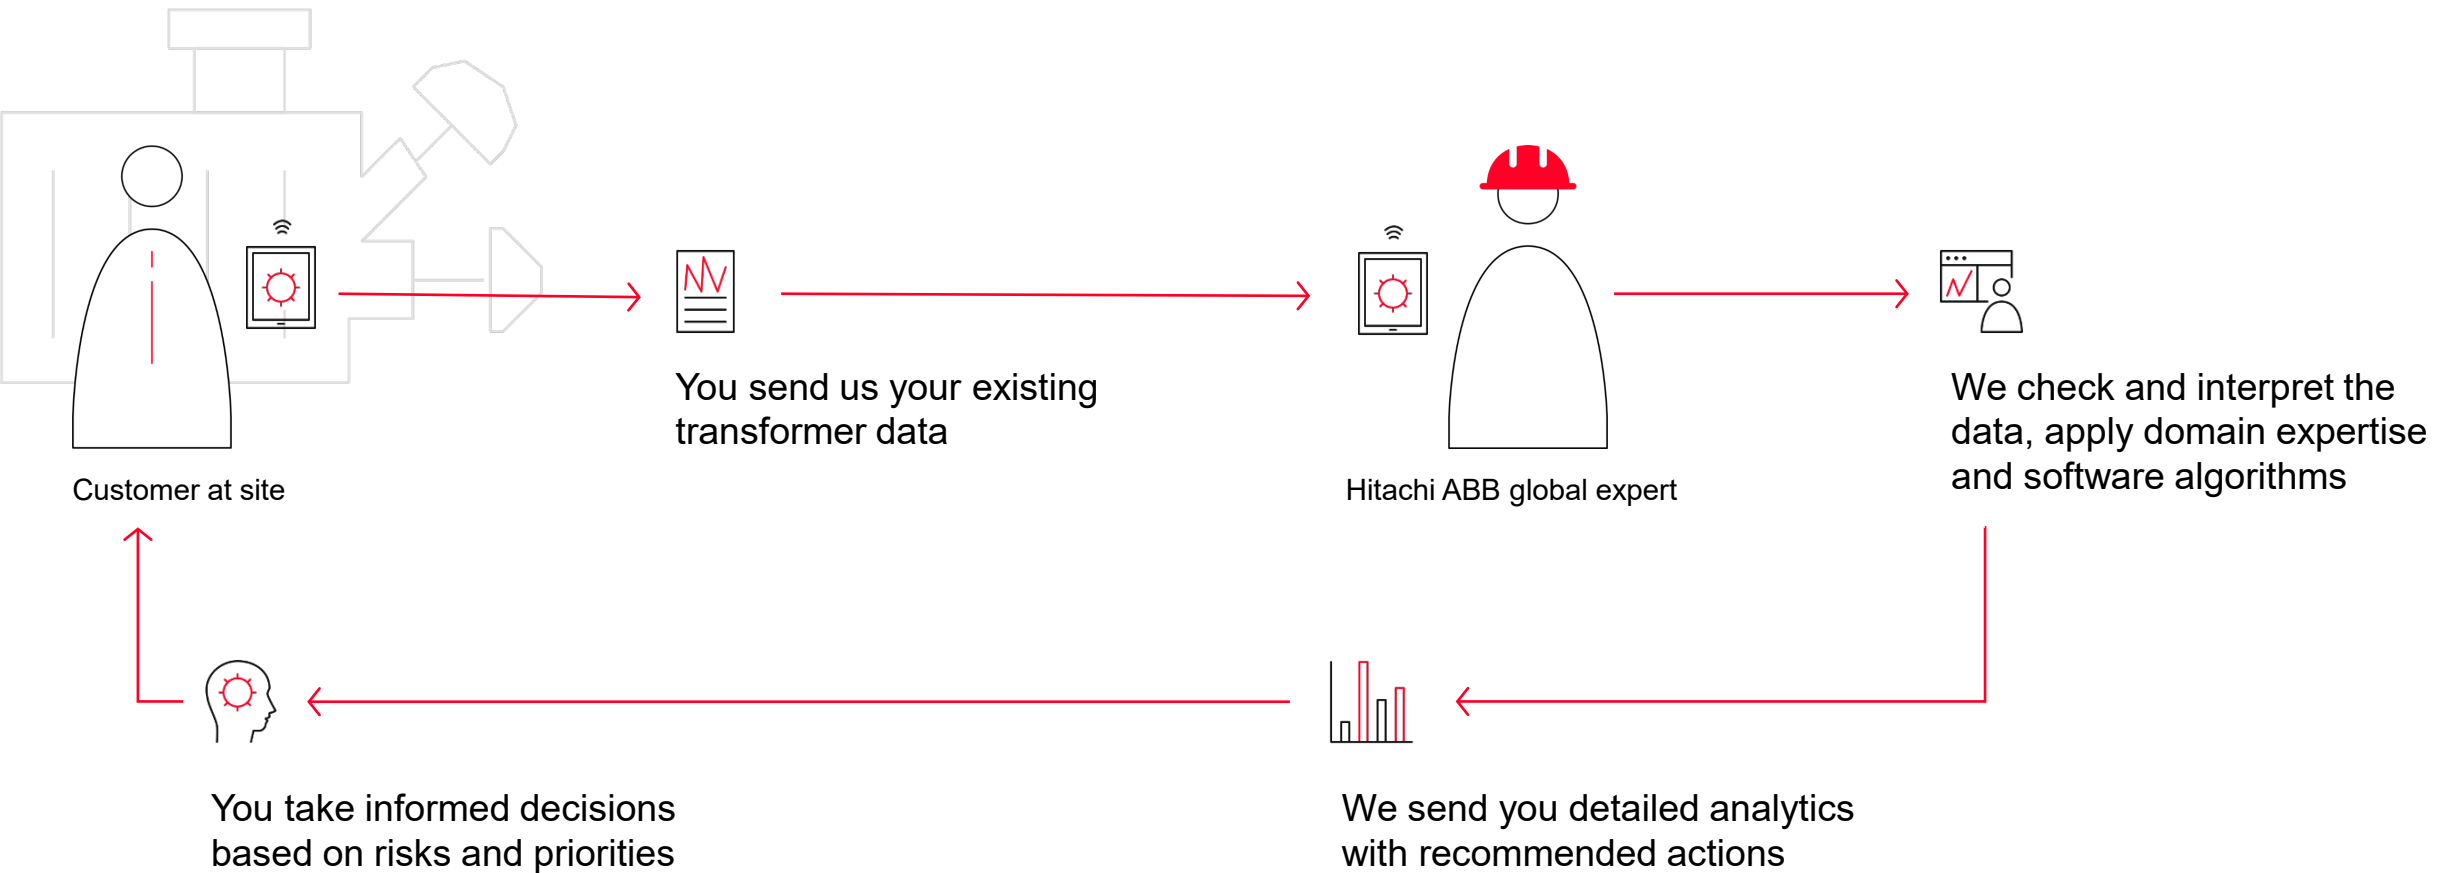 You send us your existing
transformer data
We check and interpret the
data, apply domain expertise
and software algorithms
Customer at site
Hitachi ABB global expert
You take informed decisions
based on risks and priorities
We send you detailed analytics
with recommended actions